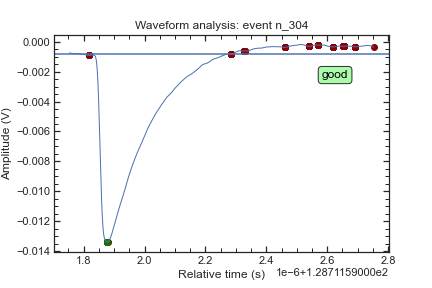 Waveform analysis: event n_304
0.000
−0.002
−0.004
−0.006
−0.008
−0.010
−0.012
−0.014
Amplitude (V)
good
1.8
2.0
2.2
2.4
2.6
2.8
Relative time (s)
1e−6+1.2871159000e2